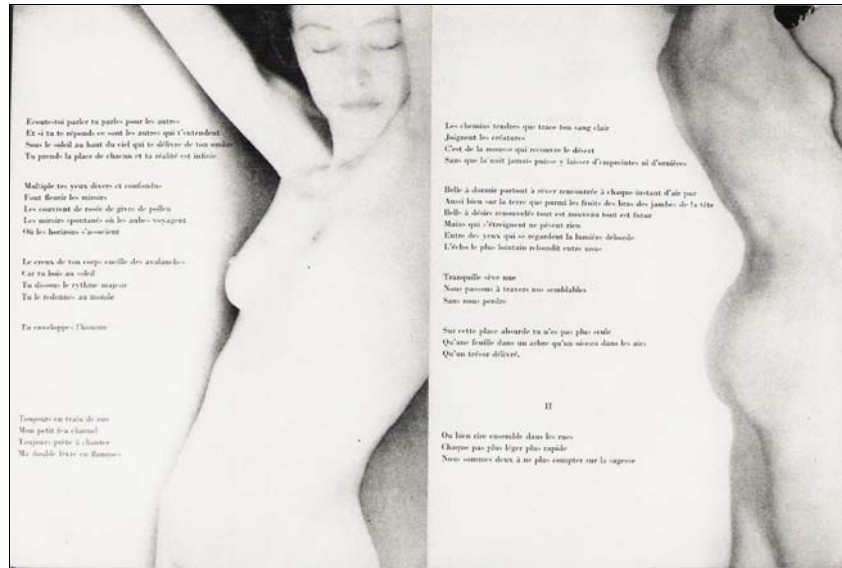 Ecoute-toi parler tu parles pour les autres
Et si tu te réponds ce sont les autres qui t'entendent
Sous le soleil au haut du ciel qui te délivre de ton ombre
Tu prends la place de chacun et ta réalité est infinie
Multiple tes yeux divers et confondus
Font fleurir les miroirs
Les couvrent de rosée de givre de pollen
Les miroirs spontanés où les aubes voyagent
Où les horizons s'associent
Le creux de ton corps cueille des avalanches
Car tu bois au soleil
Tu dissous le rythme majeur
Tu le redonnes au monde
Tu enveloppes l'homme
Toujours en train de rire
Mon petit feu charnel
Toujours prête à chanter
Ma double lèvre en flammes
Les chemins tendres que trace ton sang clair
Joignent les créatures
C'est de la mousse qui recouvre le désert
Sans que la nuit jamais puisse y laisser d'empreintes ni d'ornières
Belle à dormir partout à rêver rencontrée à chaque instant d'air pur
Aussi bien sur la terre que parmi les fruits des bras des jambes de la tête
Belle à désirs renouvelés tout est nouveau tout est futur
Mains qui s'étreignent ne pèsent rien
Entre des yeux qui se regardent la lumière déborde
L'écho le plus lointain rebondit entre nous
Tranquille sève nue
Nous passons à travers nos semblables
Sans nous perdre
Sur cette place absurde tu n'es pas plus seule
Qu'une feuille dans un arbre qu'un oiseau dans les airs
Qu'un trésor délivré.
II
Ou bien rire ensemble dans les rues
Chaque pas plus léger plus rapide
Nous sommes deux à ne plus compter sur la sagesse